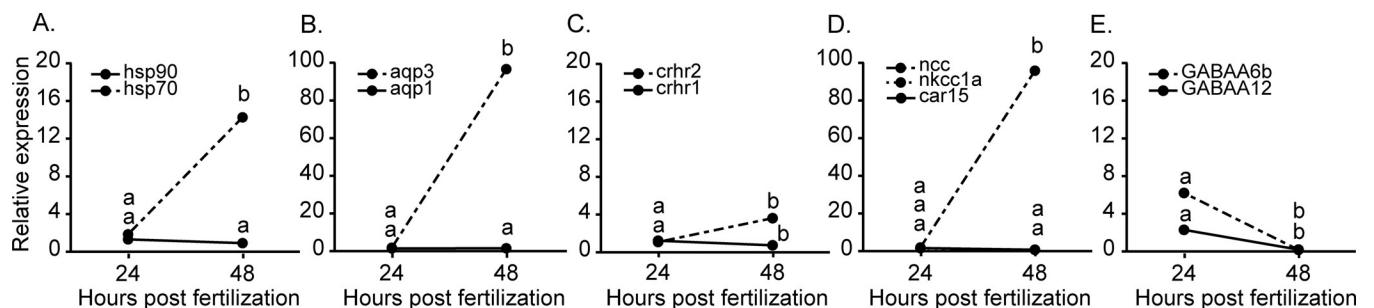 A.
Relative expression
20
16
12
8
4
0
hsp90
hsp70
a
a
b
a
24
48
Hours post fertilization
B.
100
80
60
40
20
0
aqp3
aqp1
a
a
b
a
24
48
Hours post fertilization
C.
20
16
12
8
4
0
crhr2
crhr1
a
a
b
b
24
48
Hours post fertilization
D.
100
80
60
40
20
0
ncc
nkcc1a
car15
a
a
a
b
a
a
24
48
Hours post fertilization
E.
20
16
12
8
4
0
GABAA6b
GABAA12
a
a
b
b
24
48
Hours post fertilization